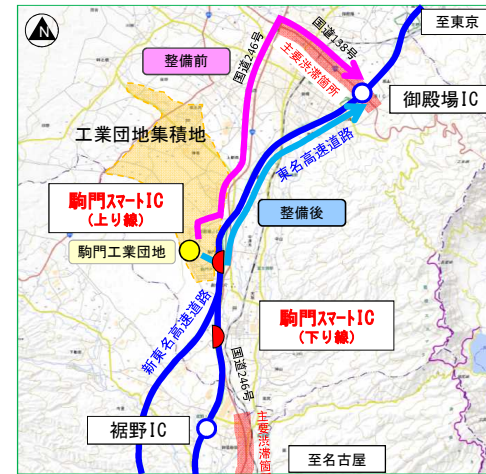 N
至東京
国道138号
国道246号
主要渋滞箇所
整備前
御殿場IC
工業団地集積地
東名高速道路
駒門スマートIC
(上り線)
整備後
駒門工業団地
駒門スマートIC
(下り線)
新東名高速道路
国道246号
裾野IC
主要渋滞箇
至名古屋